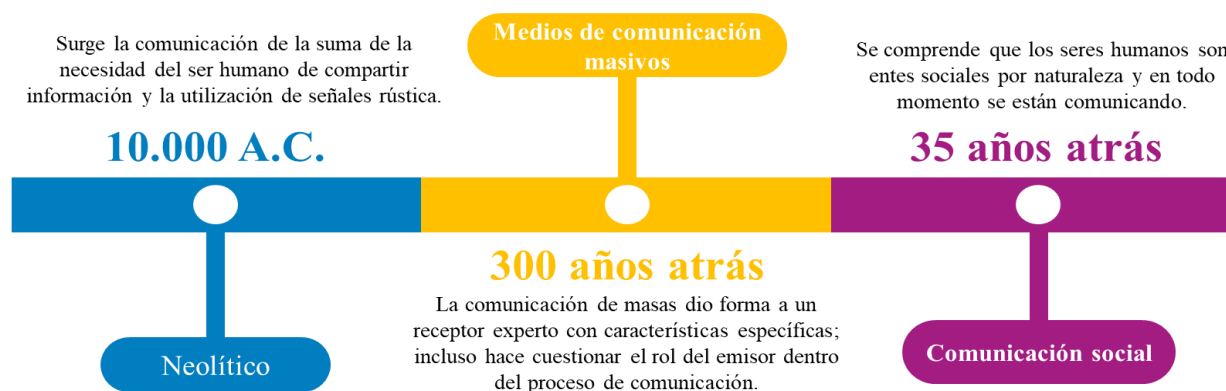 Surge la comunicación de la suma de la
necesidad del ser humano de compartir
información y la utilización de señales rústica.
10.000 A.C.
Neolítico
Medios de comunicación
masivos
300 años atrás
La comunicación de masas dio forma a un
receptor experto con características específicas;
incluso hace cuestionar el rol del emisor dentro
del proceso de comunicación.
Se comprende que los seres humanos son
entes sociales por naturaleza y en todo
momento se están comunicando.
35 años atrás
Comunicación social